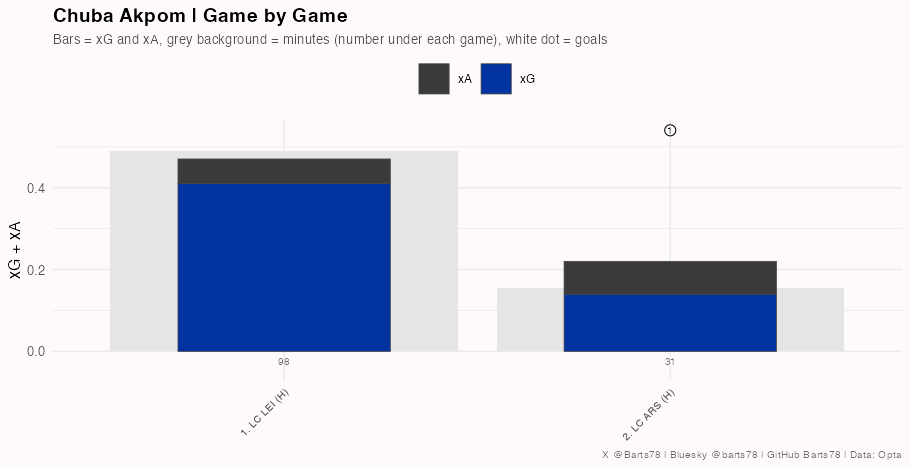 Chuba Akpom | Game by Game
Bars = xG and xA, grey background = minutes (number under each game), white dot = goals
xA xG
1
xG + xA
0.4
0.2
0.0
98 31
1. LC LEI (H) 2. LC ARS (H)
X @Barts78 | Bluesky @barts78 | GitHub Barts78 | Data: Opta